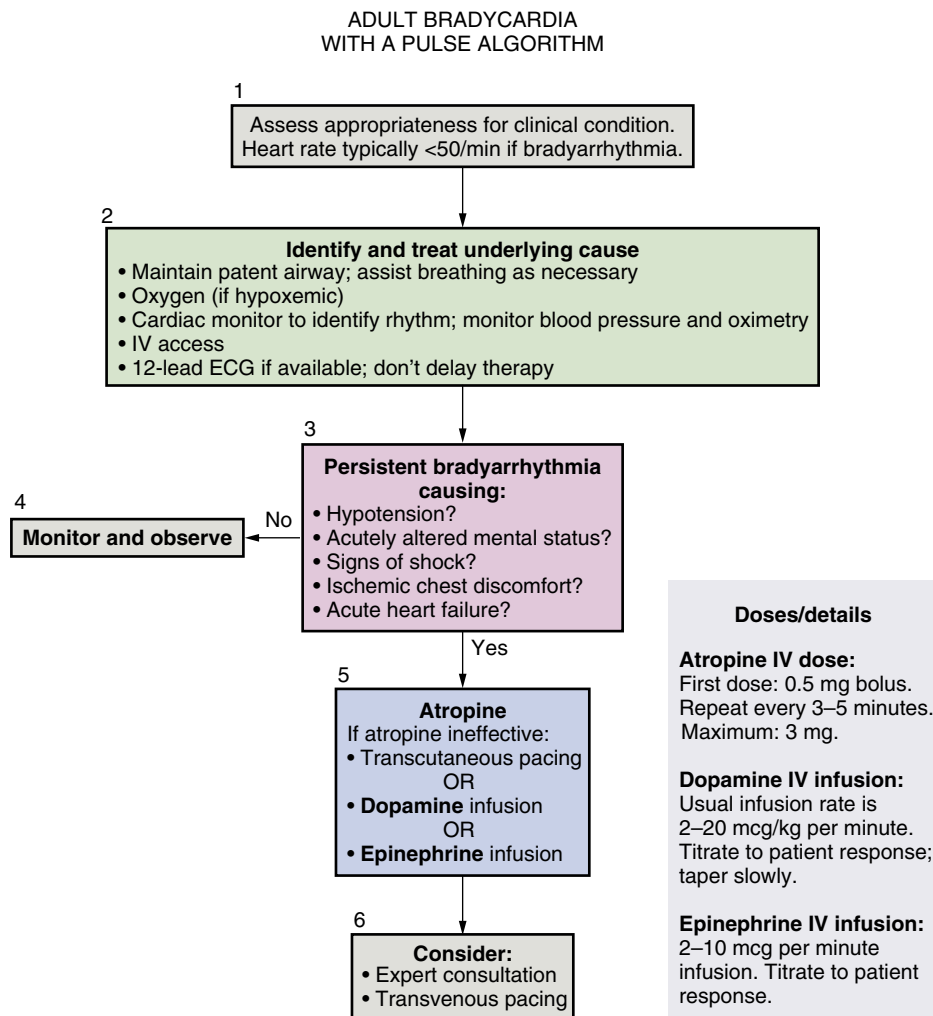 ADULT BRADYCARDIA
WITH A PULSE ALGORITHM
1
Assess appropriateness for clinical condition.
Heart rate typically <50/min if bradyarrhythmia.
2
Identify and treat underlying cause
• Maintain patent airway; assist breathing as necessary
• Oxygen (if hypoxemic)
• Cardiac monitor to identify rhythm; monitor blood pressure and oximetry
• IV access
• 12-lead ECG if available; don't delay therapy
3
Persistent bradyarrhythmia
causing:
• Hypotension?
• Acutely altered mental status?
• Signs of shock?
• Ischemic chest discomfort?
• Acute heart failure?
No
4
Monitor and observe
Yes
5
Atropine
If atropine ineffective:
• Transcutaneous pacing
OR
• Dopamine infusion
OR
• Epinephrine infusion
6
Consider:
• Expert consultation
• Transvenous pacing
Doses/details
Atropine IV dose:
First dose: 0.5 mg bolus.
Repeat every 3–5 minutes.
Maximum: 3 mg.
Dopamine IV infusion:
Usual infusion rate is
2–20 mcg/kg per minute.
Titrate to patient response;
taper slowly.
Epinephrine IV infusion:
2–10 mcg per minute
infusion. Titrate to patient
response.